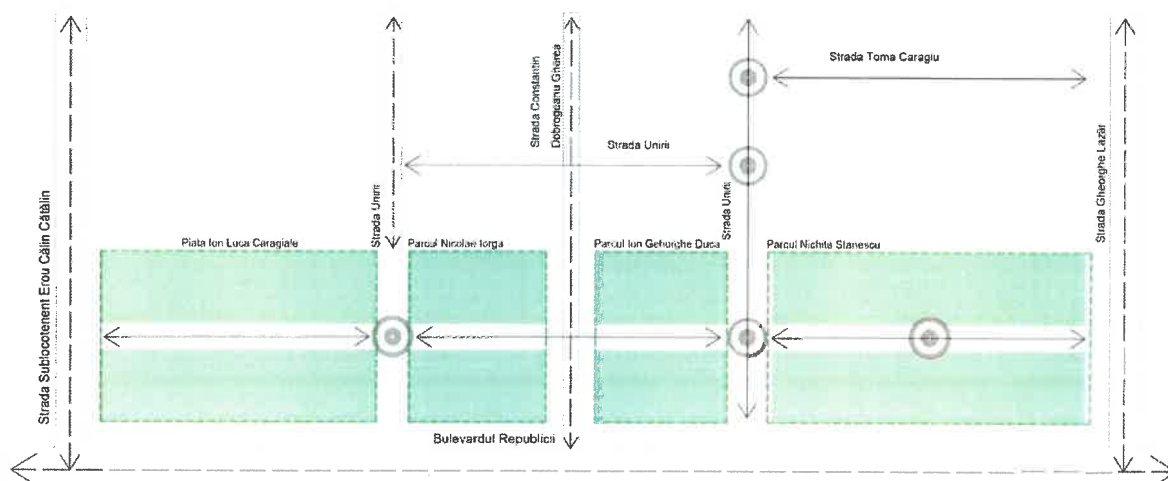 Strada Toma Caragiu
Strada Constantin
Dobrogeanu Gherea
Strada Unirii
Strada Gheorghe Lazăr
Strada Sublocotenent Erou Călin Cătălin
Strada Unirii
Strada Unirii
Piata Ion Luca Caragiale
Parcul Nicolae Iorga
Parcul Ion Gehurghe Duca
Parcul Nichita Stanescu
Bulevardul Republicii